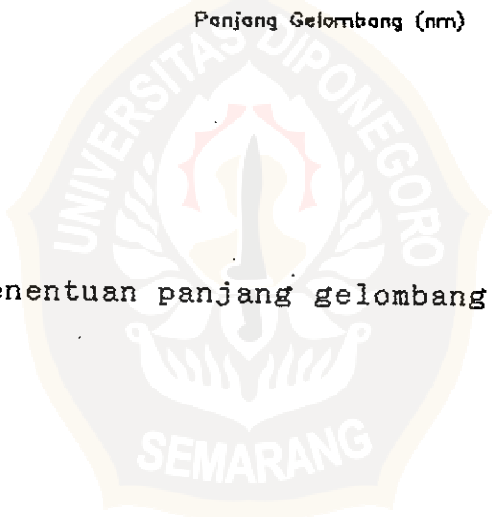 Panjang Gelombang (nm)
UNIVERSITAS DIPONEGORO
enentuan panjang gelombang
SEMARANG